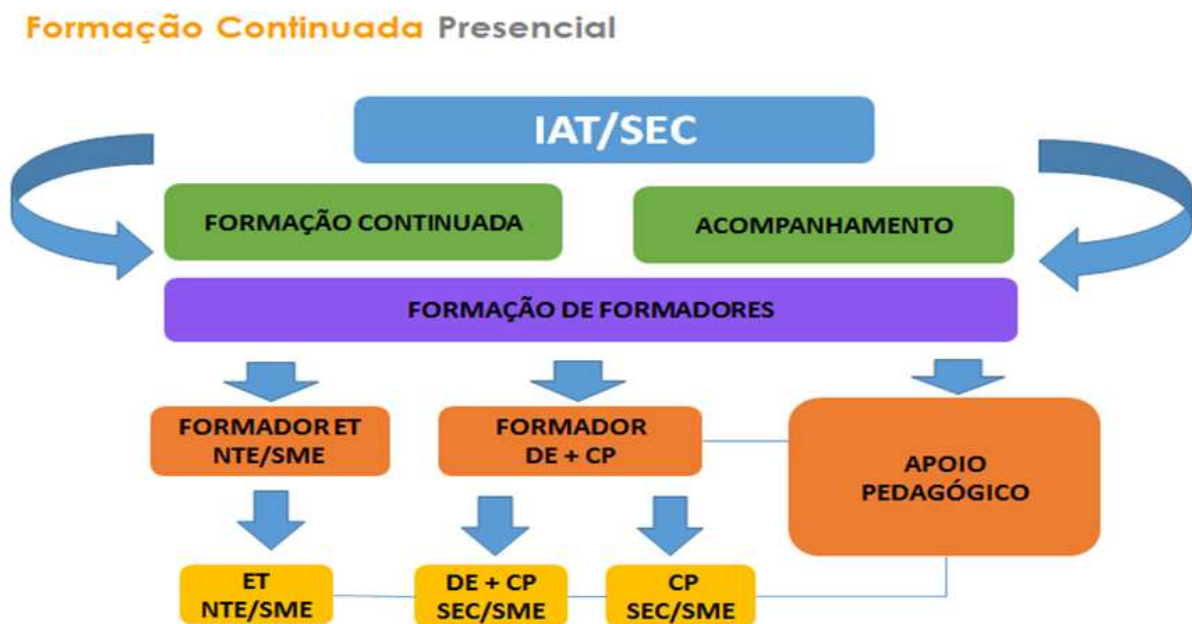 Formação Continuada Presencial
IAT/SEC
FORMAÇÃO CONTINUADA
ACOMPANHAMENTO
FORMAÇÃO DE FORMADORES
FORMADOR ET
NTE/SME
FORMADOR
DE + CP
APOIO
PEDAGÓGICO
ET
NTE/SME
DE + CP
SEC/SME
CP
SEC/SME